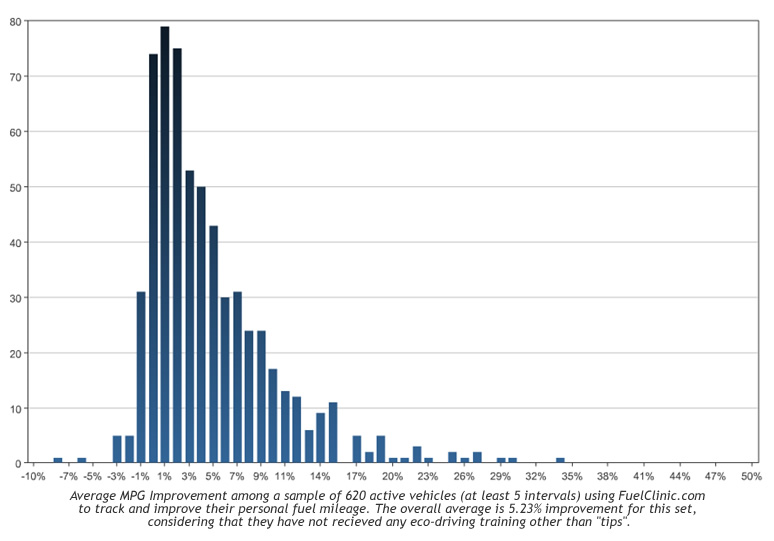 80
70
60
50
40
30
20
10
0
-10% -7% -5% -3% -1% 1% 3% 5% 7% 9% 11% 14% 17% 20% 23% 26% 29% 32% 35% 38% 41% 44% 47% 50%
Average MPG Improvement among a sample of 620 active vehicles (at least 5 intervals) using FuelClinic.com
to track and improve their personal fuel mileage. The overall average is 5.23% improvement for this set,
considering that they have not recieved any eco-driving training other than "tips".